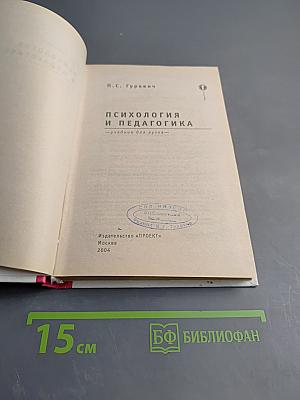 П.С. Гуревич
ПСИХОЛОГИЯ
И ПЕДАГОГИКА
—учебник для вузов—
Издательство «ПРОЕКТ»
Москва
2004
15 см
БФ БИБЛИОФАН